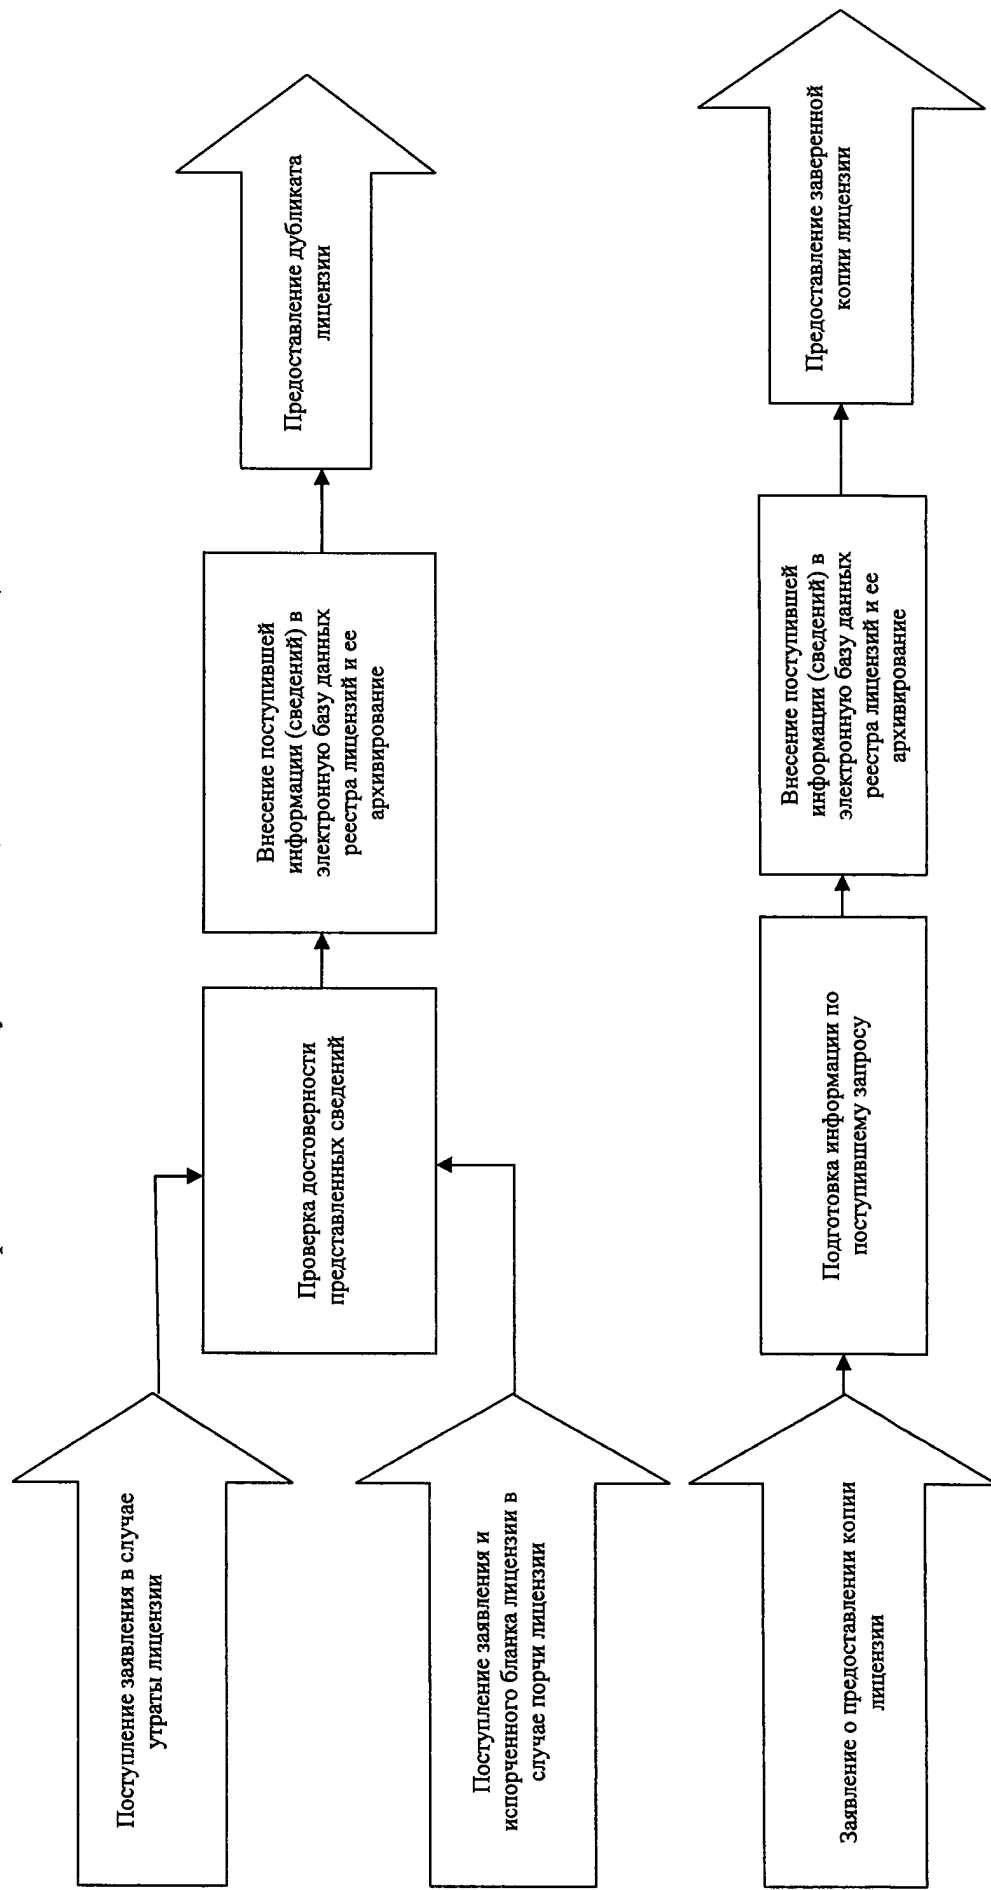 Поступление заявления в случае
утраты лицензии
Поступление заявления и
испорченного бланка лицензии в
случае порчи лицензии
Проверка достоверности
представленных сведений
Внесение поступившей
информации (сведений) в
электронную базу данных
реестра лицензий и ее
архивирование
Предоставление дубликата
лицензии
Заявление о предоставлении копии
лицензии
Подготовка информации по
поступившему запросу
Внесение поступившей
информации (сведений) в
электронную базу данных
реестра лицензий и ее
архивирование
Предоставление заверенной
копии лицензии